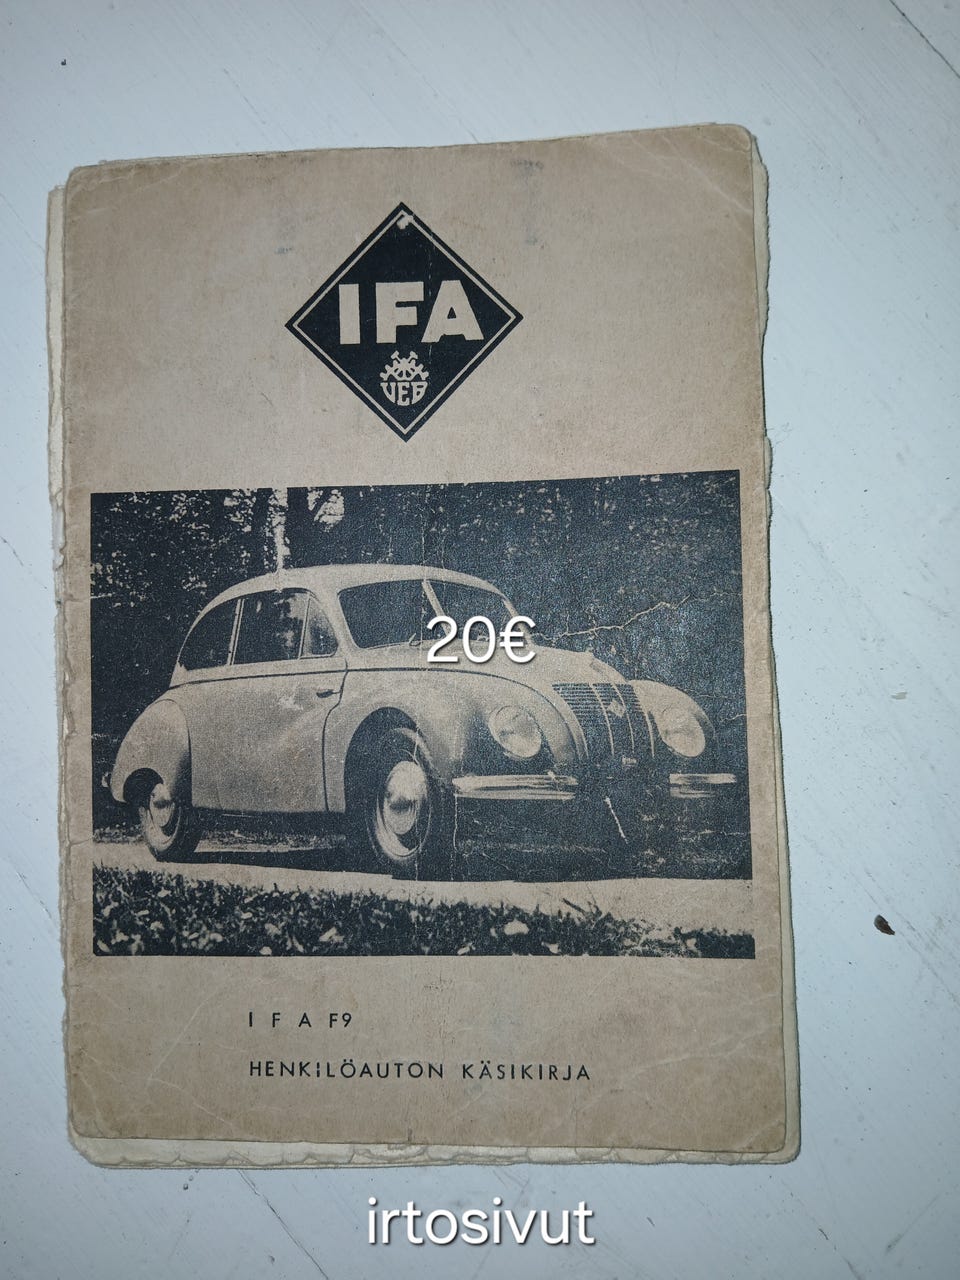 IFA
VEB
20€
I F A F9
HENKILÖAUTON KÄSIKIRJA
irtosivut